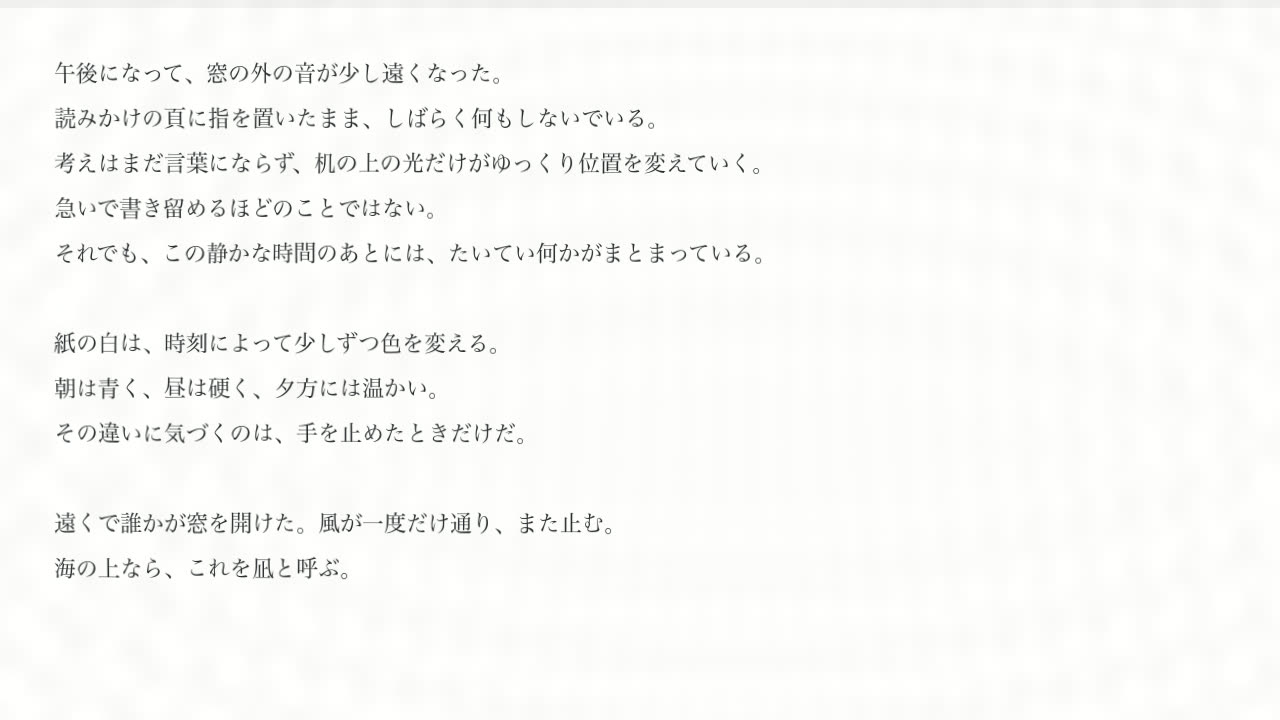 午後になって、窓の外の音が少し遠くなった。
読みかけの頁に指を置いたまま、しばらく何もしないでいる。
考えはまだ言葉にならず、机の上の光だけがゆっくり位置を変えていく。
急いで書き留めるほどのことではない。
それでも、この静かな時間のあとには、たいてい何かがまとまっている。
紙の白は、時刻によって少しずつ色を変える。
朝は青く、昼は硬く、夕方には温かい。
その違いに気づくのは、手を止めたときだけだ。
遠くで誰かが窓を開けた。風が一度だけ通り、また止む。
海の上なら、これを凪と呼ぶ。